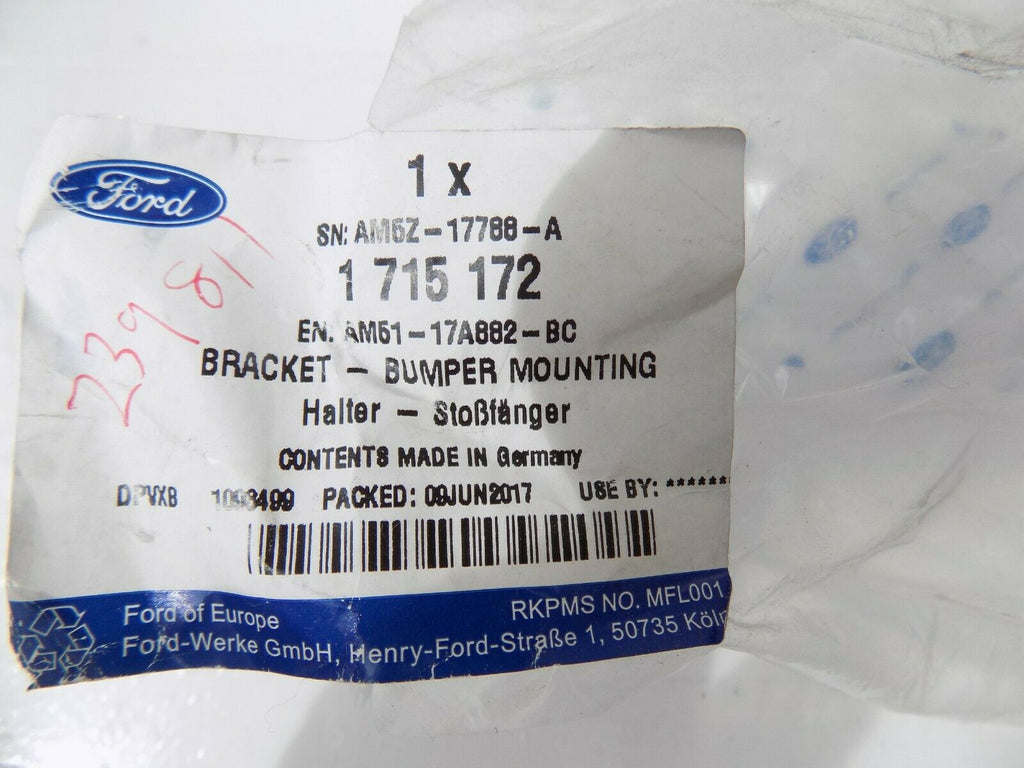 Ford
1 x
SN: AM5Z-17788-A
1 715 172
EN: AM51-17A882-BC
BRACKET - BUMPER MOUNTING
Halter - Stoßfänger
CONTENTS MADE IN Germany
DPVXB 1098499 PACKED: 09JUN2017 USE BY: *******
239811
Ford of Europe
RKPMS NO. MFL001
Ford-Werke GmbH, Henry-Ford-Straße 1, 50735 Köln